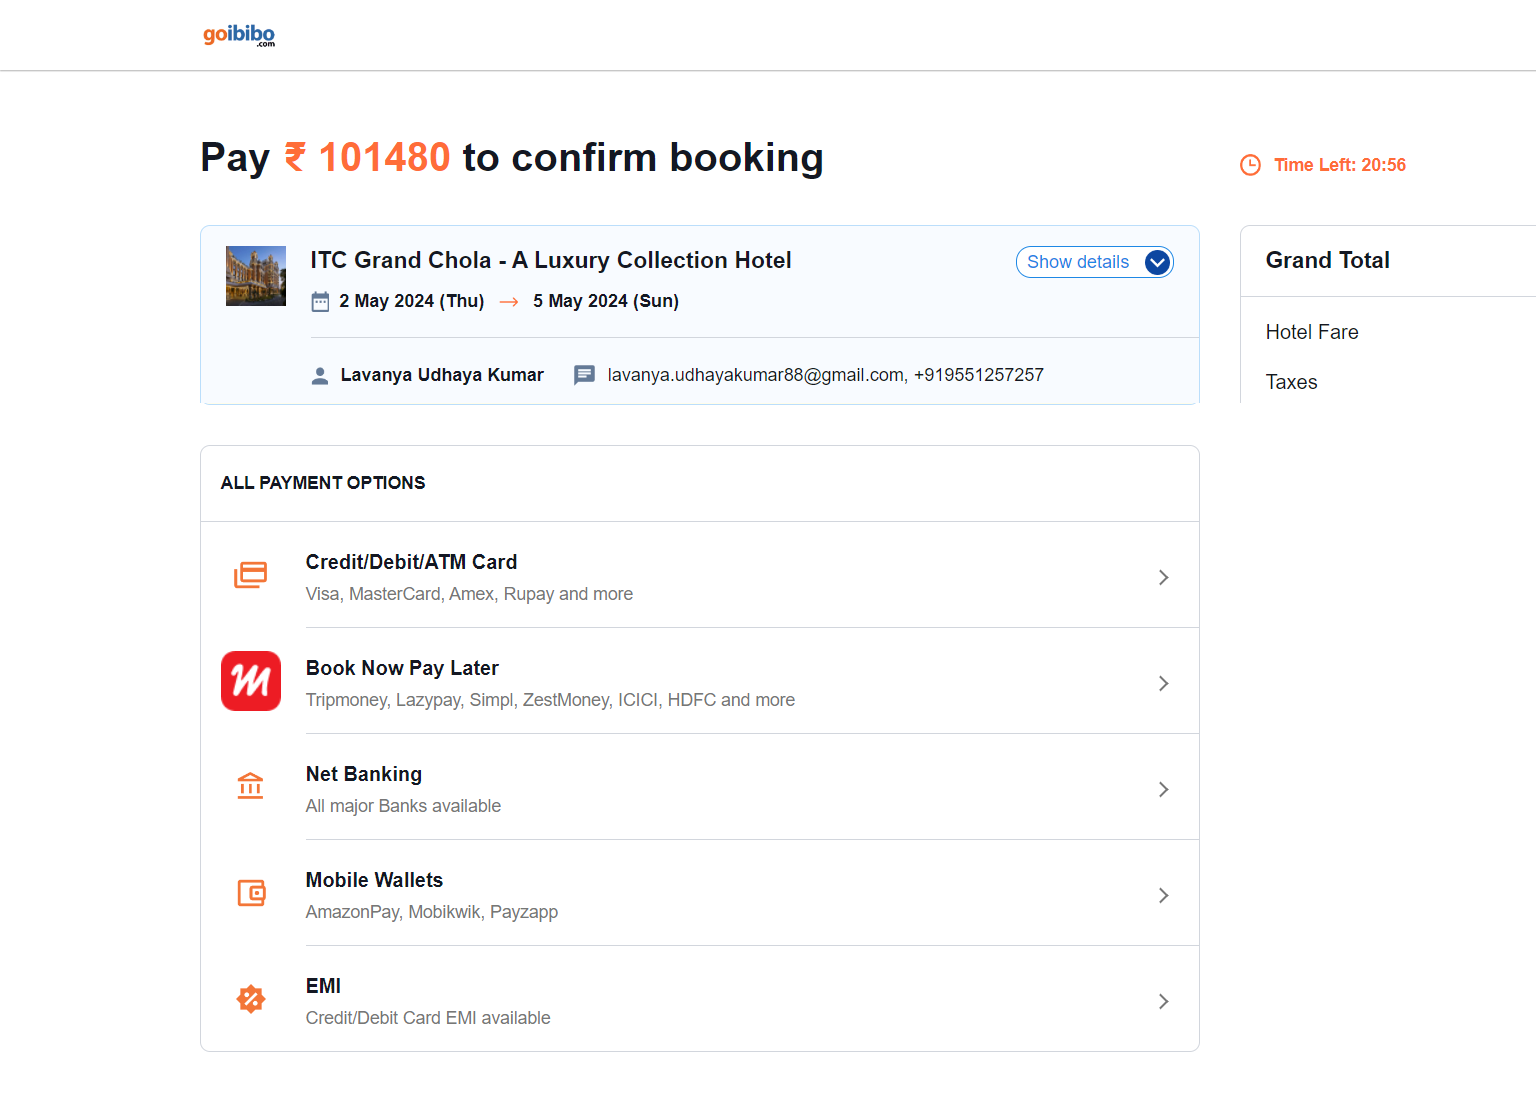 goibibo
.com
Pay ₹ 101480 to confirm booking
Time Left: 20:56
ITC Grand Chola - A Luxury Collection Hotel
Show details
2 May 2024 (Thu) → 5 May 2024 (Sun)
Lavanya Udhaya Kumar
lavanya.udhayakumar88@gmail.com, +919551257257
Grand Total
Hotel Fare
Taxes
ALL PAYMENT OPTIONS
Credit/Debit/ATM Card
Visa, MasterCard, Amex, Rupay and more
m
Book Now Pay Later
Tripmoney, Lazypay, Simpl, ZestMoney, ICICI, HDFC and more
Net Banking
All major Banks available
Mobile Wallets
AmazonPay, Mobikwik, Payzapp
EMI
Credit/Debit Card EMI available